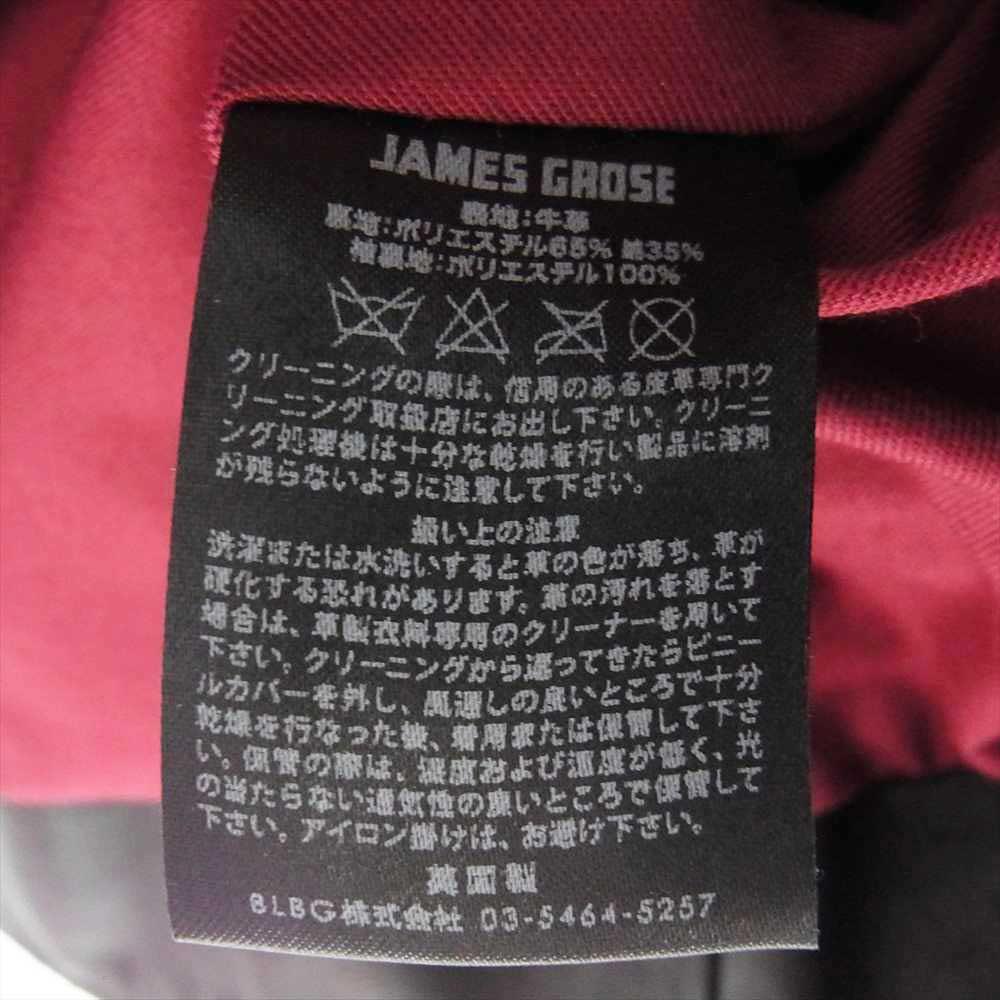 JAMES GROSE
表地：牛革
裏地：ポリエステル65% 綿35%
袖裏地：ポリエステル100%
クリーニングの際は、信用のある皮革専門ク
リーニング取扱店にお出し下さい。クリーニ
ング処理後は十分な乾燥を行い製品に溶剤
が残らないように注意して下さい。
扱い上の注意
洗濯または水洗いすると革の色が落ち、革が
硬化する恐れがあります。革の汚れを落とす
場合は、革製衣料専用のクリーナーを用いて下
さい。クリーニングから返ってきたらビニー
ルカバーを外し、風通しの良いところで十分
乾燥を行なった後、着用または保管して下さ
い。保管の際は、湿度および温度が低く、光
の当たらない通気性の良いところで保管して
下さい。アイロン掛けは、お避け下さい。
英国製
BLBG株式会社 03-5464-5257